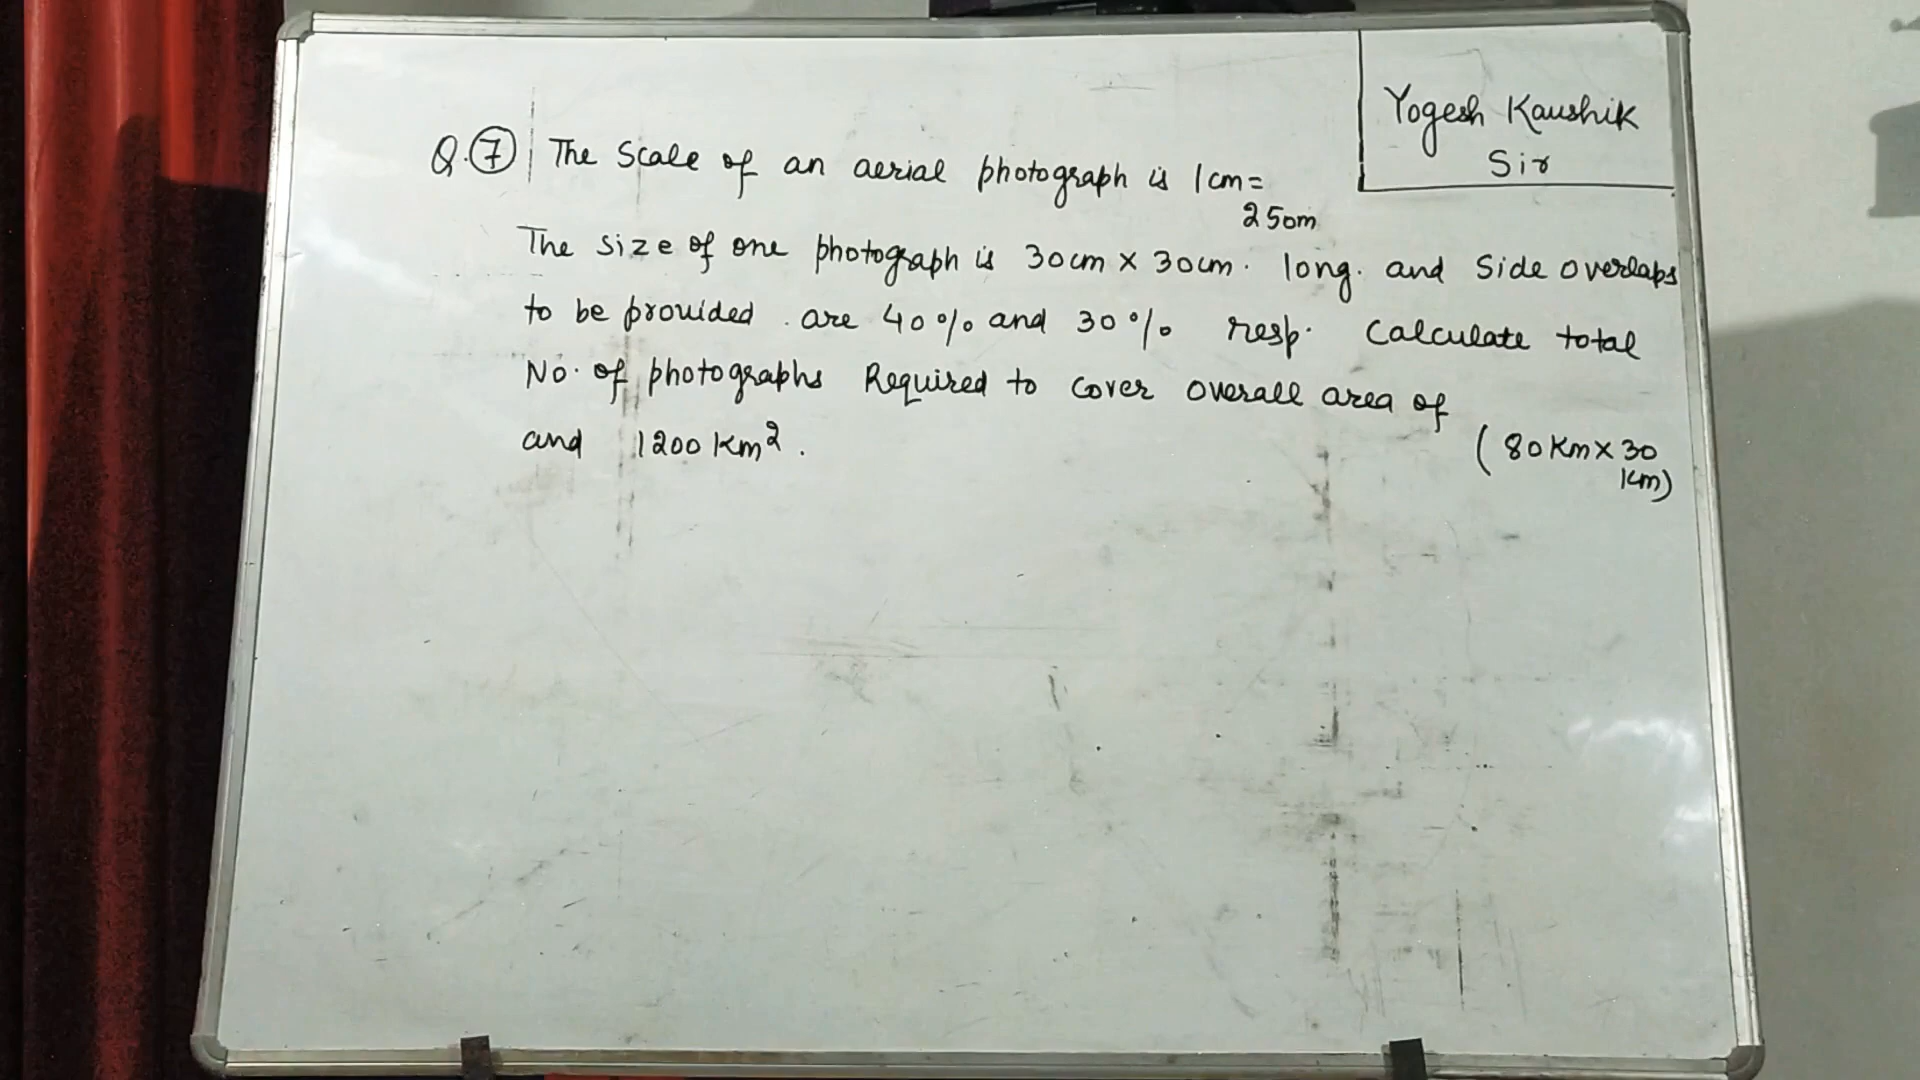 Yogesh Kaushik
Sir
Q.⑦ The Scale of an aerial photograph is 1cm=
250m
The size of one photograph is 30cm x 30cm. long. and Side overlaps
to be provided . are 40% and 30% resp. Calculate total
No. of photographs Required to cover overall area of
(80Km x 30
Km)
and 1200 Km².